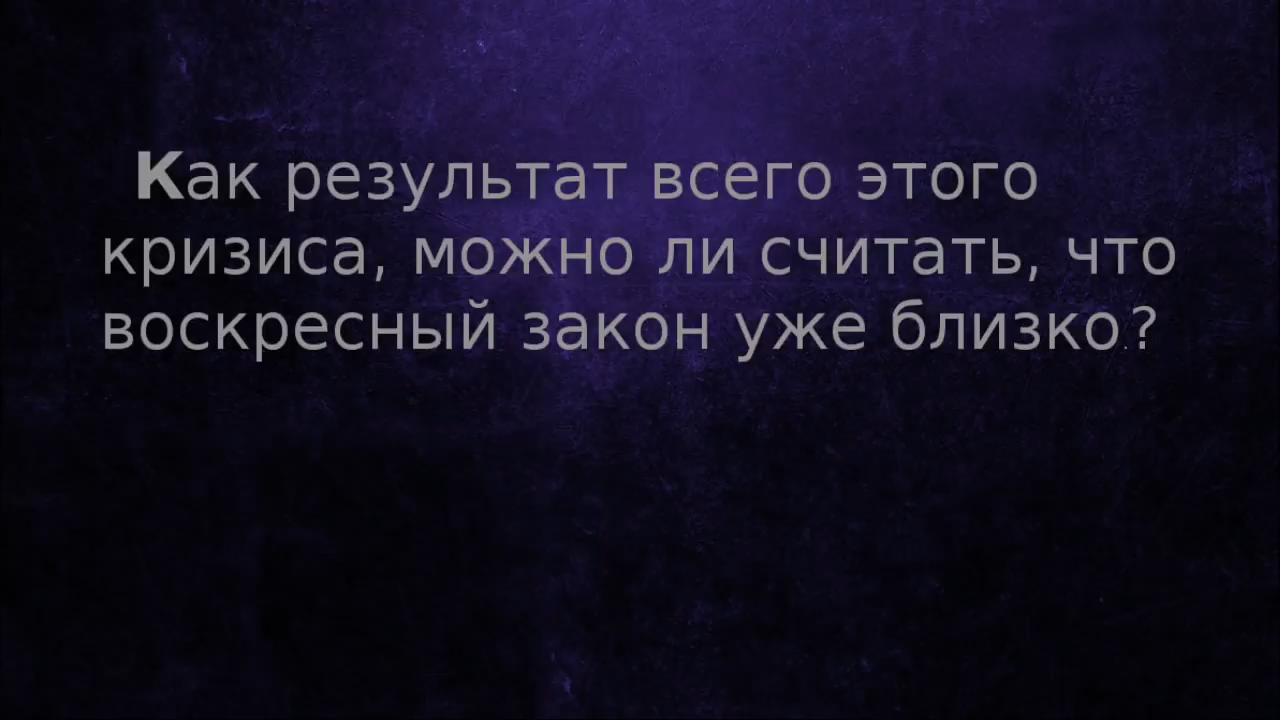 Как результат всего этого
кризиса, можно ли считать, что
воскресный закон уже близко.?